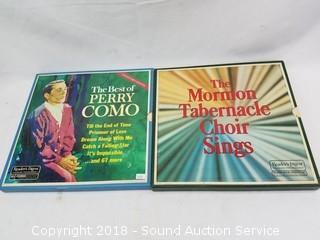 The Best of
PERRY
COMO
Till the End of Time
Prisoner of Love
Dream Along With Me
Catch a Falling Star
It's Impossible
...and 67 more
Reader's Digest
The
Mormon
Tabernacle
Choir
Sings
Reader's Digest
Copyright 2018 - Sound Auction Service